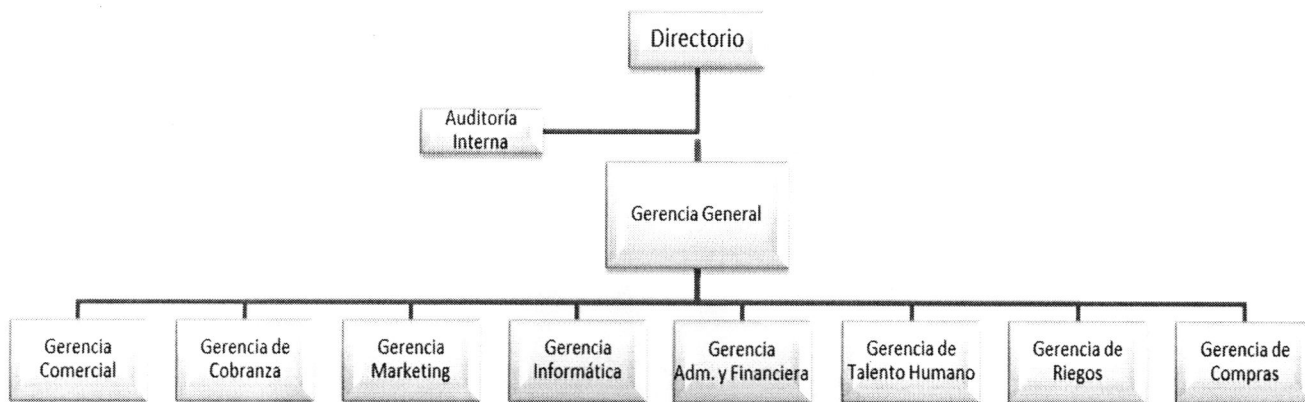 Directorio
Auditoría
Interna
Gerencia General
Gerencia
Comercial
Gerencia de
Cobranza
Gerencia
Marketing
Gerencia
Informática
Gerencia
Adm. y Financiera
Gerencia de
Talento Humano
Gerencia de
Riegos
Gerencia de
Compras